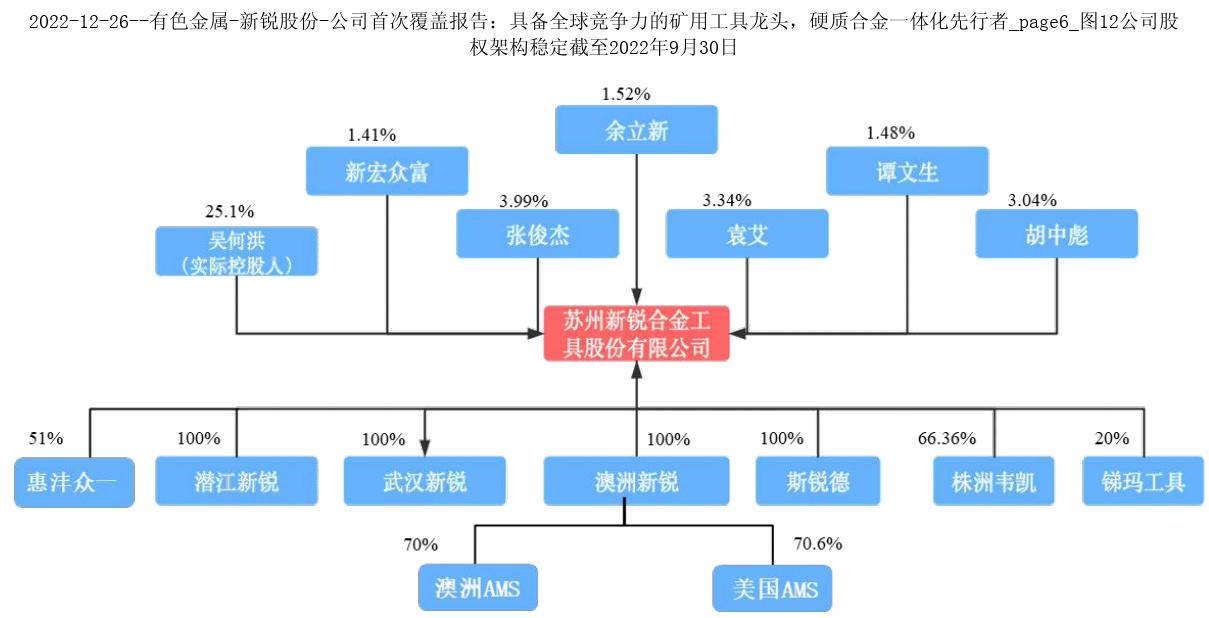 2022-12-26--有色金属-新锐股份-公司首次覆盖报告：具备全球竞争力的矿用工具龙头，硬质合金一体化先行者_page6_图12公司股
权架构稳定截至2022年9月30日
1.52%
余立新
1.41%
新宏众富
1.48%
谭文生
25.1%
吴何洪
（实际控股人）
3.99%
张俊杰
3.34%
袁艾
3.04%
胡中彪
苏州新锐合金工
具股份有限公司
51%
惠沣众一
100%
潜江新锐
100%
武汉新锐
100%
澳洲新锐
100%
斯锐德
66.36%
株洲韦凯
20%
锑玛工具
70%
澳洲AMS
70.6%
美国AMS